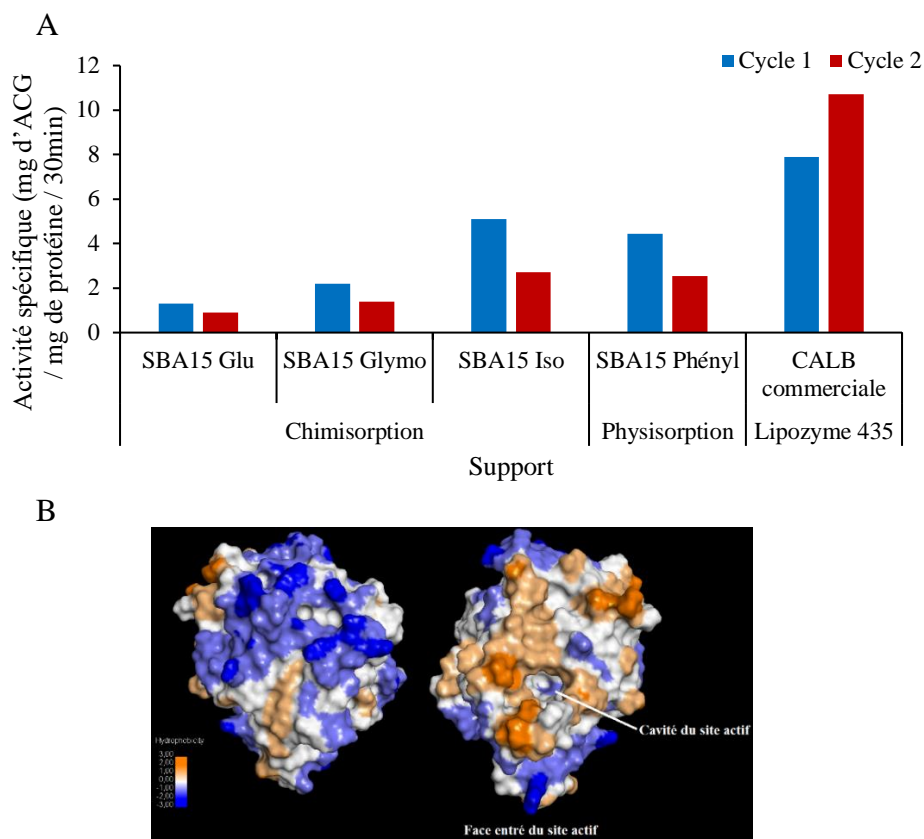 A
Cycle 1 Cycle 2
Activité spécifique (mg d'ACG
/ mg de protéine / 30min)
12
10
8
6
4
2
0
SBA15 Glu SBA15 Glymo SBA15 Iso SBA15 Phényl CALB
commerciale
Chimisorption Physisorption Lipozyme 435
Support
B
Hydrophobicity
3,00
2,00
1,00
0,00
-1,00
-2,00
-3,00
Cavité du site actif
Face entré du site actif